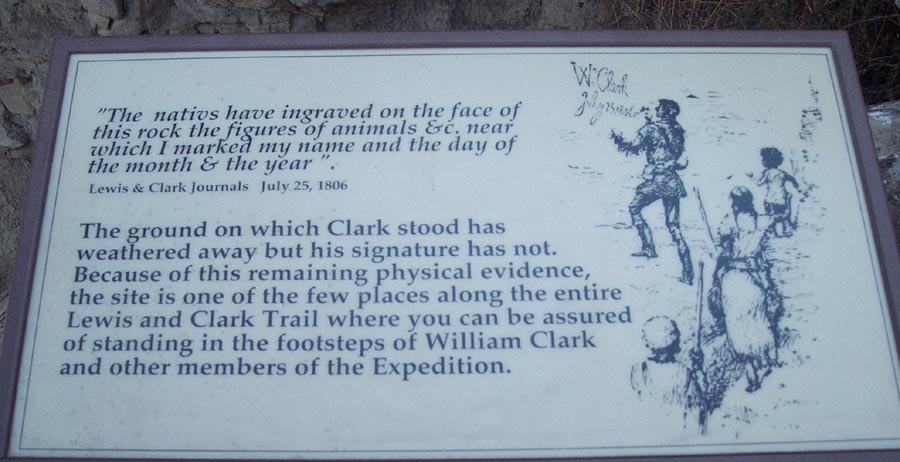 "The nativs have ingraved on the face of
this rock the figures of animals &c. near
which I marked my name and the day of
the month & the year ".
Lewis & Clark Journals July 25, 1806
The ground on which Clark stood has
weathered away but his signature has not.
Because of this remaining physical evidence,
the site is one of the few places along the entire
Lewis and Clark Trail where you can be assured
of standing in the footsteps of William Clark
and other members of the Expedition.
Wm Clark
July 25 1806